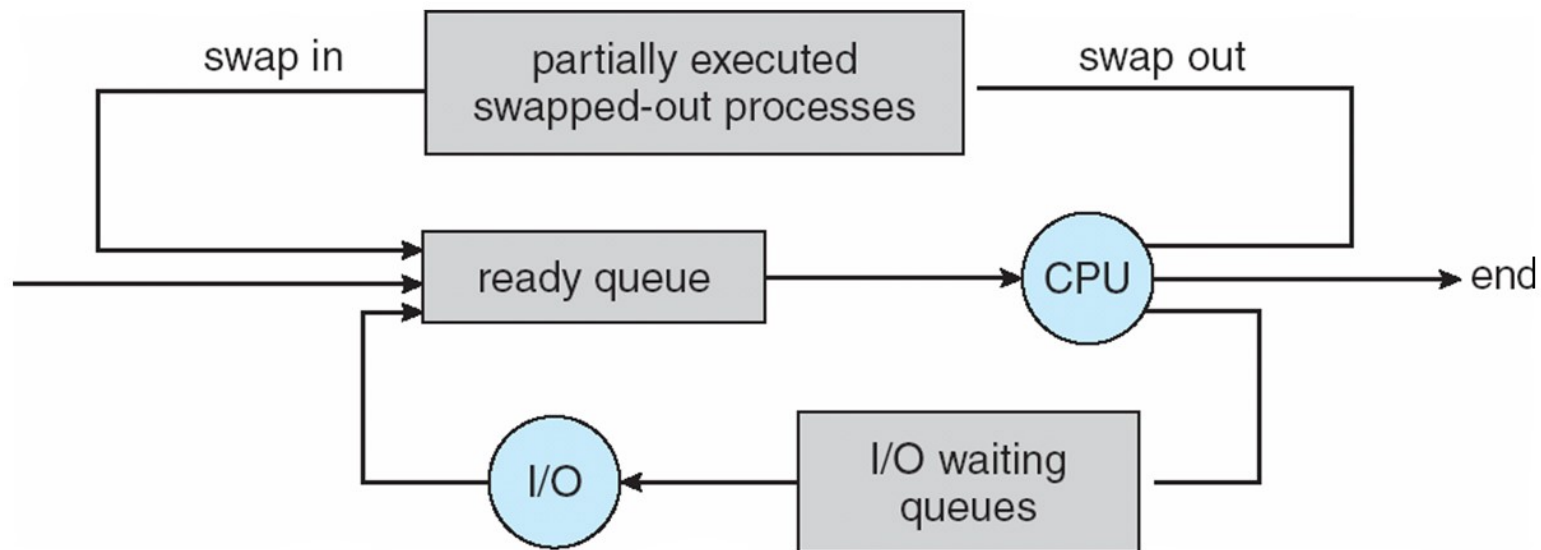 swap in
partially executed
swapped-out processes
swap out
ready queue
CPU
end
I/O
I/O waiting
queues